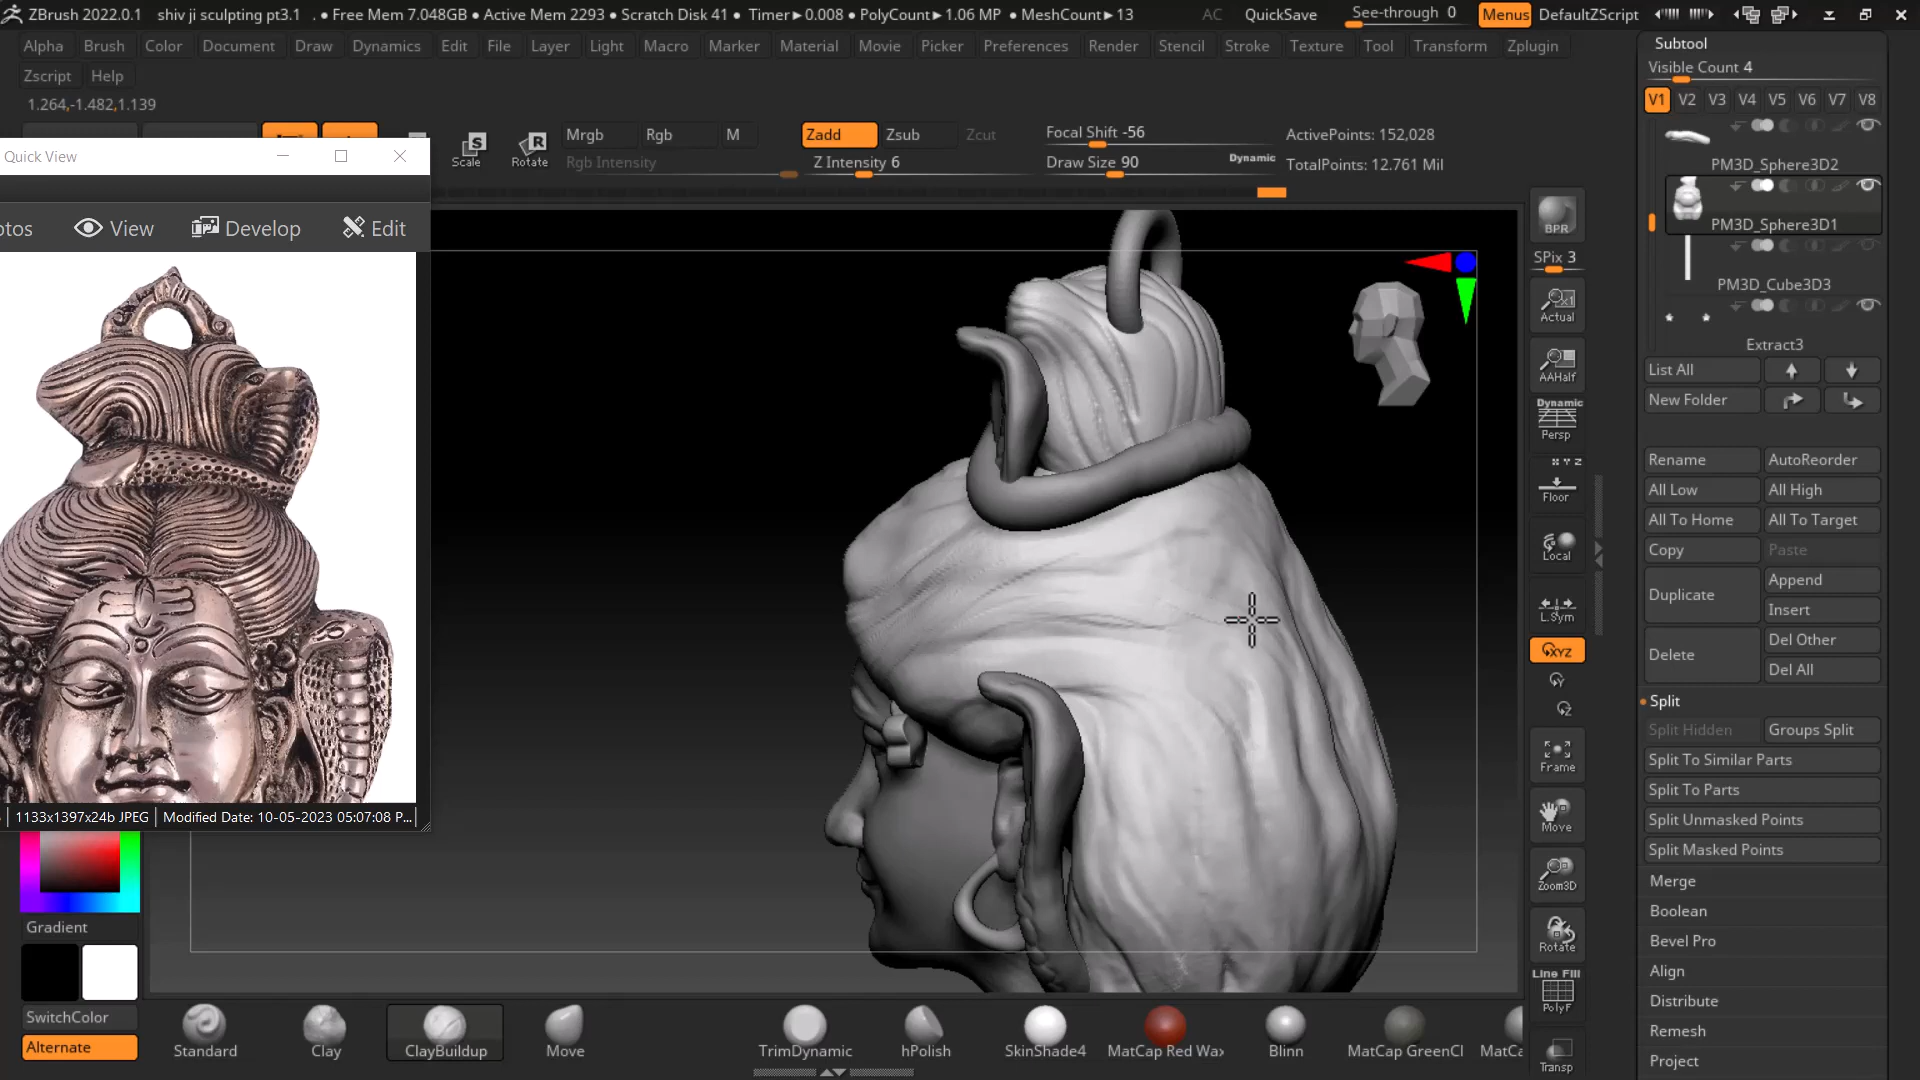 ZBrush 2022.0.1 shiv ji sculpting pt3.1 . ● Free Mem 7.048GB ● Active Mem 2293 ● Scratch Disk 41 ● Timer►0.008 ● PolyCount►1.06 MP ● MeshCount►13 AC QuickSave See-through 0 Menus DefaultZScript
Alpha Brush Color Document Draw Dynamics Edit File Layer Light Macro Marker Material Movie Picker Preferences Render Stencil Stroke Texture Tool Transform Zplugin
Zscript Help
1.264,-1.482,1.139
Scale Rotate
Mrgb Rgb M
Rgb Intensity
Zadd Zsub Zcut
Z Intensity 6
Focal Shift -56
Draw Size 90 Dynamic
ActivePoints: 152,028
TotalPoints: 12.761 Mil
Quick View
otos View Develop Edit
1133x1397x24b JPEG Modified Date: 10-05-2023 05:07:08 P...
Gradient
SwitchColor
Alternate
Standard Clay ClayBuildup Move TrimDynamic hPolish SkinShade4 MatCap Red Wax Blinn MatCap GreenCl MatCa
BPR
SPix 3
Actual
AAHalf
Dynamic
Persp
X Y Z
Floor
Local
L.Sym
XYZ
Y
Z
Frame
Move
Zoom3D
Rotate
Line Fill
PolyF
Transp
Subtool
Visible Count 4
V1 V2 V3 V4 V5 V6 V7 V8
PM3D_Sphere3D2
PM3D_Sphere3D1
PM3D_Cube3D3
Extract3
List All
New Folder
Rename AutoReorder
All Low All High
All To Home All To Target
Copy Paste
Duplicate Append
Insert
Delete Del Other
Del All
Split
Split Hidden Groups Split
Split To Similar Parts
Split To Parts
Split Unmasked Points
Split Masked Points
Merge
Boolean
Bevel Pro
Align
Distribute
Remesh
Project